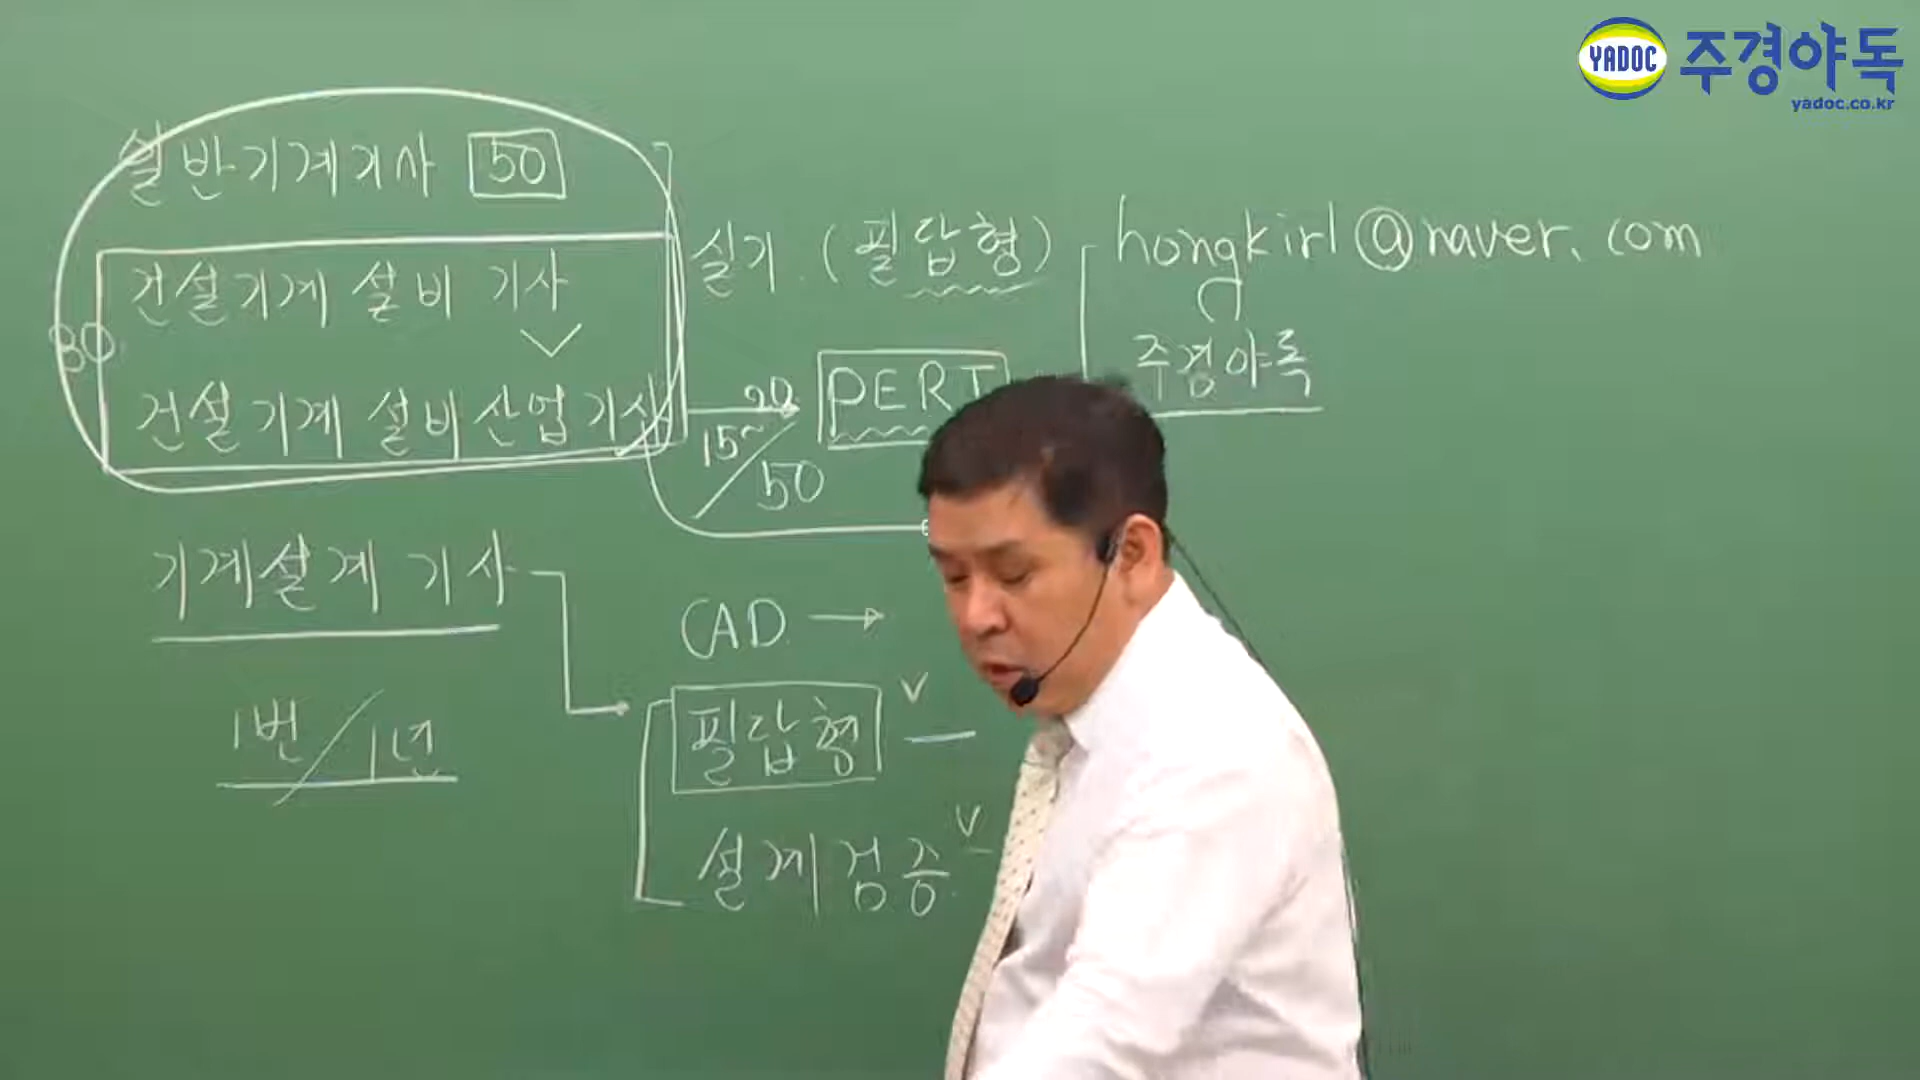 YADOC 주경야독
yadoc.co.kr
일반기계기사 50
건설기계 설비 기사
30
건설기계 설비산업기사
실기 (필답형)
hongkirl@naver.com
주경야독
PERT
15~20/50
기계설계 기사
CAD →
1번/1년
필답형
설계검증